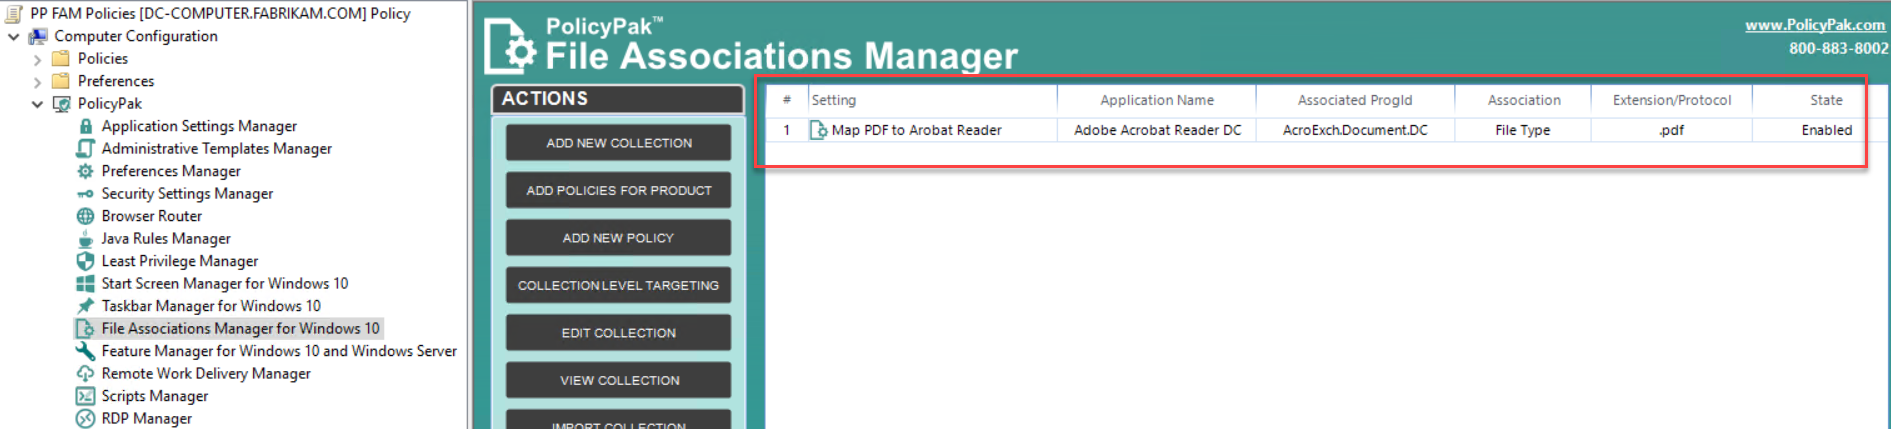 PP FAM Policies [DC-COMPUTER.FABRIKAM.COM] Policy
Computer Configuration
Policies
Preferences
PolicyPak
Application Settings Manager
Administrative Templates Manager
Preferences Manager
Security Settings Manager
Browser Router
Java Rules Manager
Least Privilege Manager
Start Screen Manager for Windows 10
Taskbar Manager for Windows 10
File Associations Manager for Windows 10
Feature Manager for Windows 10 and Windows Server
Remote Work Delivery Manager
Scripts Manager
RDP Manager
PolicyPak™
File Associations Manager
www.PolicyPak.com
800-883-8002
ACTIONS
ADD NEW COLLECTION
ADD POLICIES FOR PRODUCT
ADD NEW POLICY
COLLECTION LEVEL TARGETING
EDIT COLLECTION
VIEW COLLECTION
IMPORT COLLECTION
# Setting Application Name Associated ProgId Association Extension/Protocol State
1 Map PDF to Arobat Reader Adobe Acrobat Reader DC AcroExch.Document.DC File Type .pdf Enabled